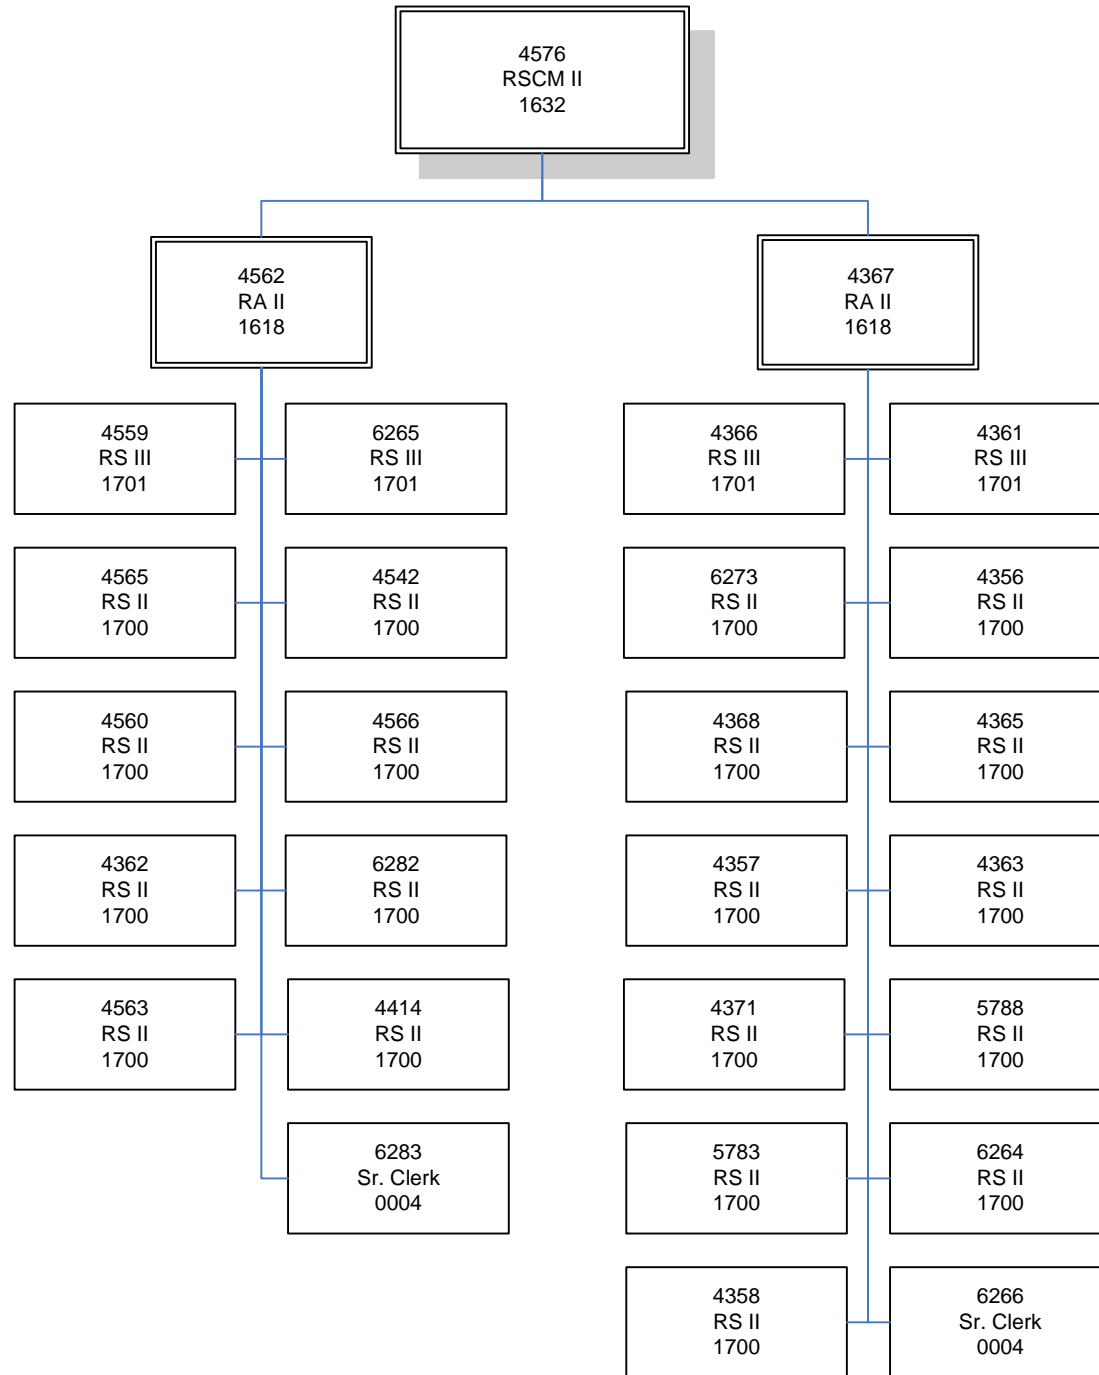 4576
RSCM II
1632
4562
RA II
1618
4367
RA II
1618
4559
RS III
1701
6265
RS III
1701
4366
RS III
1701
4361
RS III
1701
4565
RS II
1700
4542
RS II
1700
6273
RS II
1700
4356
RS II
1700
4560
RS II
1700
4566
RS II
1700
4368
RS II
1700
4365
RS II
1700
4362
RS II
1700
6282
RS II
1700
4357
RS II
1700
4363
RS II
1700
4563
RS II
1700
4414
RS II
1700
4371
RS II
1700
5788
RS II
1700
6283
Sr. Clerk
0004
5783
RS II
1700
6264
RS II
1700
4358
RS II
1700
6266
Sr. Clerk
0004